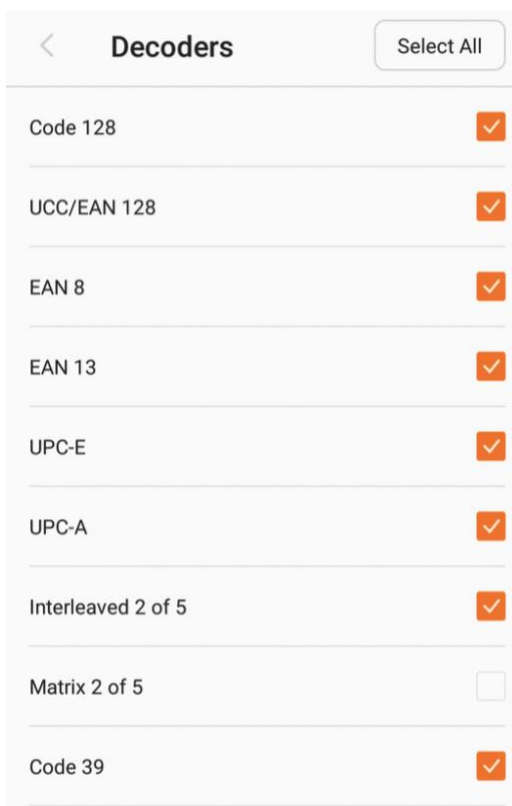 Decoders
Select All
Code 128
UCC/EAN 128
EAN 8
EAN 13
UPC-E
UPC-A
Interleaved 2 of 5
Matrix 2 of 5
Code 39